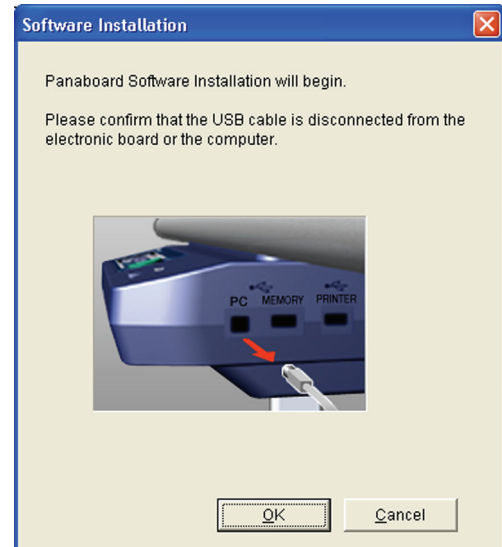 Software Installation
Panaboard Software Installation will begin.
Please confirm that the USB cable is disconnected from the
electronic board or the computer.
PC MEMORY PRINTER
OK Cancel